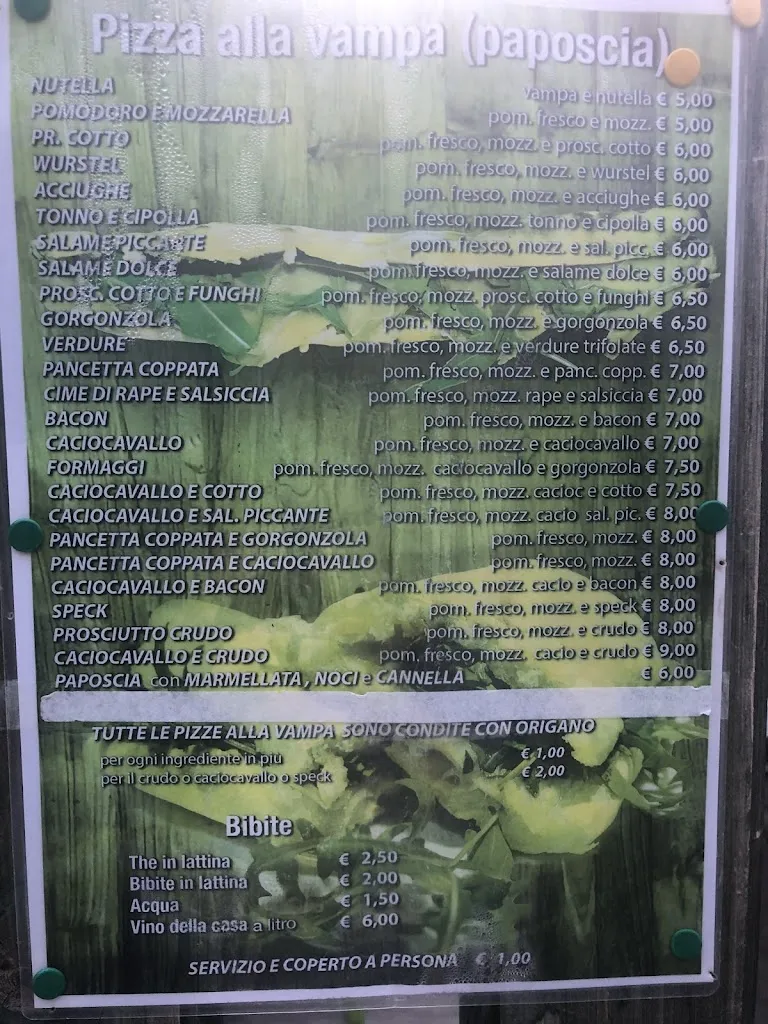 Pizza alla vampa (paposcia)
NUTELLA vampa e nutella € 5,00
POMODORO E MOZZARELLA pom. fresco e mozz. € 5,00
PR. COTTO pom. fresco, mozz. e prosc. cotto € 6,00
WURSTEL pom. fresco, mozz. e wurstel € 6,00
ACCIUGHE pom. fresco, mozz. e acciughe € 6,00
TONNO E CIPOLLA pom. fresco, mozz. tonno e cipolla € 6,00
SALAME PICCANTE pom. fresco, mozz. e sal. picc. € 6,00
SALAME DOLCE pom. fresco, mozz. e salame dolce € 6,00
PROSC. COTTO E FUNGHI pom. fresco, mozz. prosc. cotto e funghi € 6,50
GORGONZOLA pom. fresco, mozz. e gorgonzola € 6,50
VERDURE pom. fresco, mozz. e verdure trifolate € 6,50
PANCETTA COPPATA pom. fresco, mozz. e panc. copp. € 7,00
CIME DI RAPE E SALSICCIA pom. fresco, mozz. rape e salsiccia € 7,00
BACON pom. fresco, mozz. e bacon € 7,00
CACIOCAVALLO pom. fresco, mozz. e caciocavallo € 7,00
FORMAGGI pom. fresco, mozz. caciocavallo e gorgonzola € 7,50
CACIOCAVALLO E COTTO pom. fresco, mozz. cacioc e cotto € 7,50
CACIOCAVALLO E SAL. PICCANTE pom. fresco, mozz. cacio sal. pic. € 8,00
PANCETTA COPPATA E GORGONZOLA pom. fresco, mozz. € 8,00
PANCETTA COPPATA E CACIOCAVALLO pom. fresco, mozz. € 8,00
CACIOCAVALLO E BACON pom. fresco, mozz. cacio e bacon € 8,00
SPECK pom. fresco, mozz. e speck € 8,00
PROSCIUTTO CRUDO pom. fresco, mozz. e crudo € 8,00
CACIOCAVALLO E CRUDO pom. fresco, mozz. cacio e crudo € 9,00
PAPOSCIA con MARMELLATA, NOCI e CANNELLA € 6,00
TUTTE LE PIZZE ALLA VAMPA SONO CONDITE CON ORIGANO
per ogni ingrediente in più € 1,00
per il crudo o caciocavallo o speck € 2,00
Bibite
The in lattina € 2,50
Bibite in lattina € 2,00
Acqua € 1,50
Vino della casa a litro € 6,00
SERVIZIO E COPERTO A PERSONA € 1,00